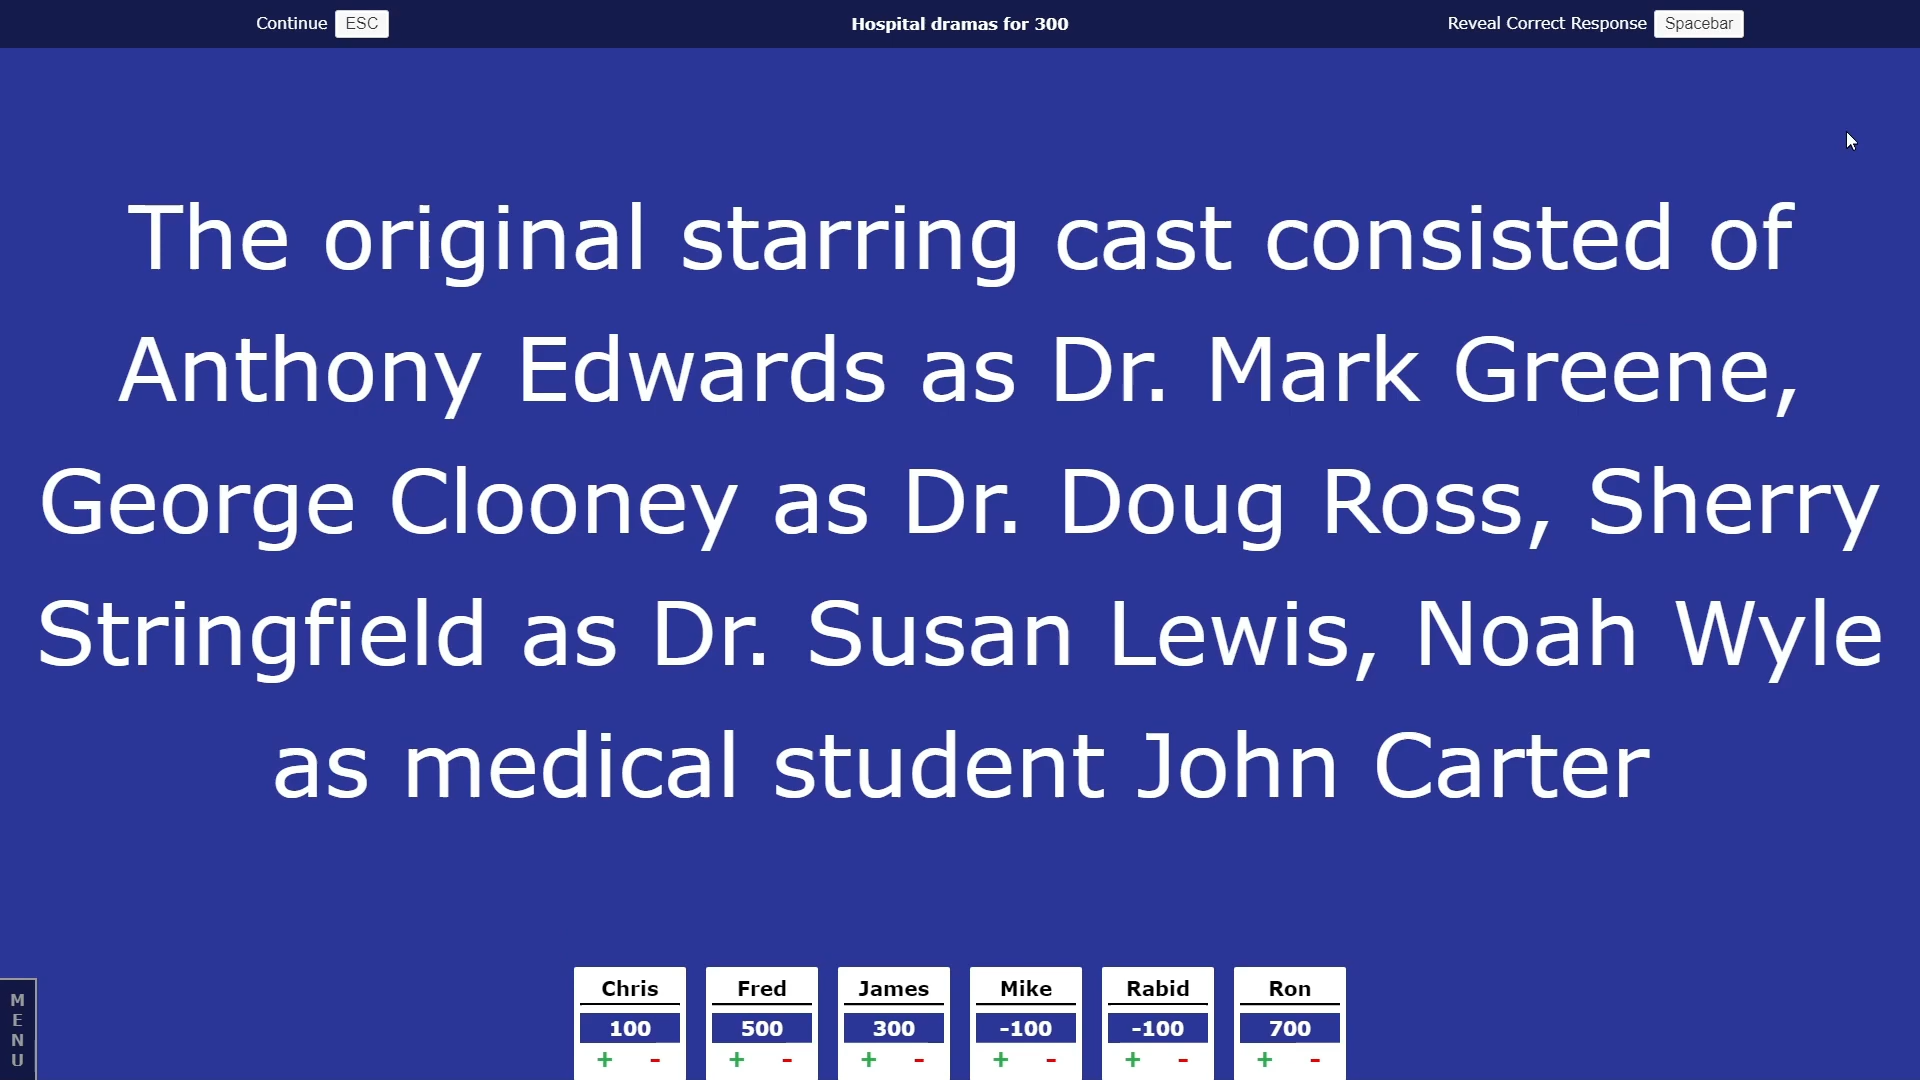 Continue ESC Hospital dramas for 300 Reveal Correct Response Spacebar
The original starring cast consisted of
Anthony Edwards as Dr. Mark Greene,
George Clooney as Dr. Doug Ross, Sherry
Stringfield as Dr. Susan Lewis, Noah Wyle
as medical student John Carter
MENU
Chris Fred James Mike Rabid Ron
100 500 300 -100 -100 700
+ - + - + - + - + - + -